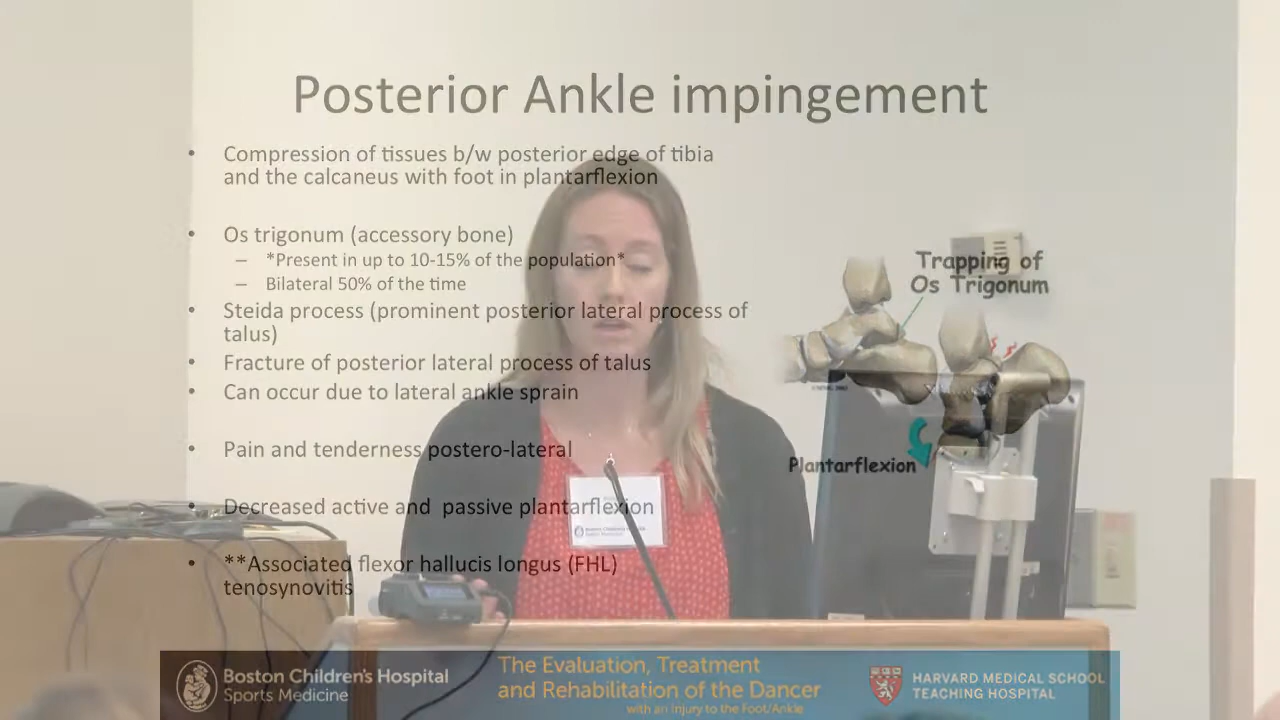 Posterior Ankle impingement
• Compression of tissues b/w posterior edge of tibia
and the calcaneus with foot in plantarflexion
• Os trigonum (accessory bone)
– *Present in up to 10-15% of the population*
– Bilateral 50% of the time
• Steida process (prominent posterior lateral process of
talus)
• Fracture of posterior lateral process of talus
• Can occur due to lateral ankle sprain
• Pain and tenderness postero-lateral
• Decreased active and  passive plantarflexion
• **Associated flexor hallucis longus (FHL)
tenosynovitis
Trapping of
Os Trigonum
Plantarflexion
Boston Children's Hospital
Boston Children's Hospital
Sports Medicine
The Evaluation, Treatment
and Rehabilitation of the Dancer
with an Injury to the Foot/Ankle
HARVARD MEDICAL SCHOOL
TEACHING HOSPITAL